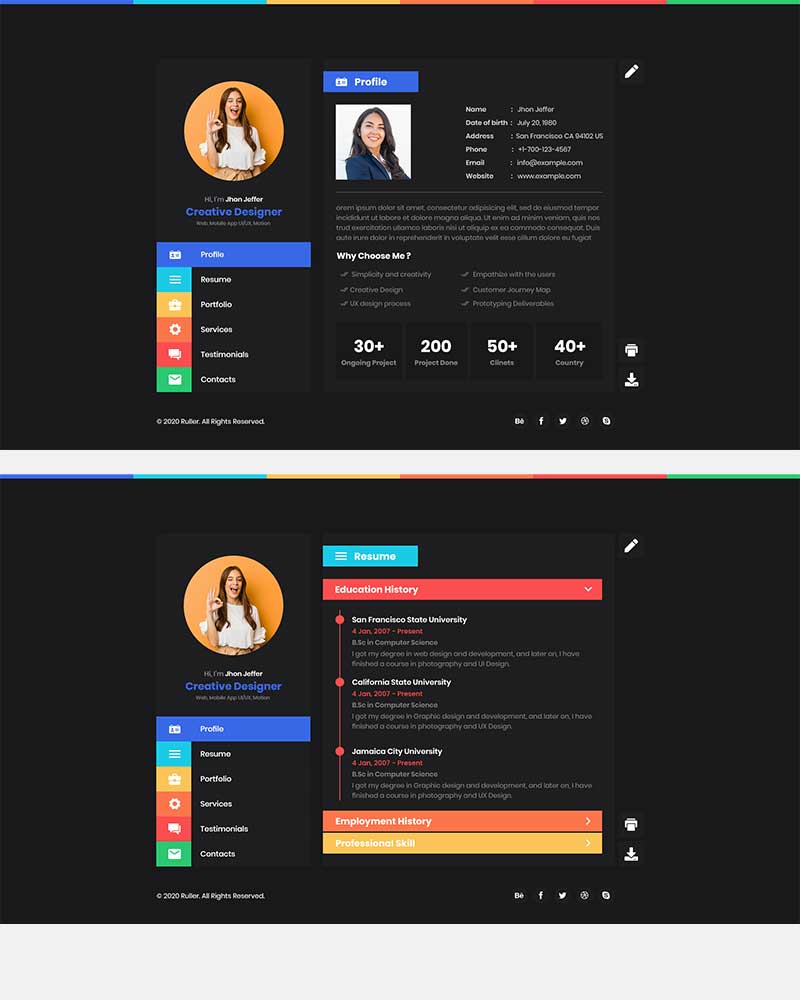 Hi, I'm Jhon Jeffer
Creative Designer
Web, Mobile App UI/UX, Motion
Profile
Resume
Portfolio
Services
Testimonials
Contacts
Profile
Name : Jhon Jeffer
Date of birth : July 20, 1980
Address : San Francisco CA 94102 US
Phone : +1-700-123-4567
Email : info@example.com
Website : www.example.com
orem ipsum dolor sit amet, consectetur adipisicing elit, sed do eiusmod tempor
incididunt ut labore et dolore magna aliqua. Ut enim ad minim veniam, quis nos
trud exercitation ullamco laboris nisi ut aliquip ex ea commodo consequat. Duis
aute irure dolor in reprehenderit in voluptate velit esse cillum dolore eu fugiat
Why Choose Me ?
Simplicity and creativity
Empathize with the users
Creative Design
Customer Journey Map
UX design process
Prototyping Deliverables
30+
Ongoing Project
200
Project Done
50+
Clinets
40+
Country
© 2020 Ruller. All Rights Reserved.
Bē
Hi, I'm Jhon Jeffer
Creative Designer
Web, Mobile App UI/UX, Motion
Profile
Resume
Portfolio
Services
Testimonials
Contacts
Resume
Education History
San Francisco State University
4 Jan, 2007 - Present
B.Sc in Computer Science
I got my degree in web design and development, and later on, I have
finished a course in photography and UI Design.
California State University
4 Jan, 2007 - Present
B.Sc in Computer Science
I got my degree in Graphic design and development, and later on, I have
finished a course in photography and UX Design.
Jamaica City University
4 Jan, 2007 - Present
B.Sc in Computer Science
I got my degree in Graphic design and development, and later on, I have
finished a course in photography and UX Design.
Employment History
Professional Skill
© 2020 Ruller. All Rights Reserved.
Bē